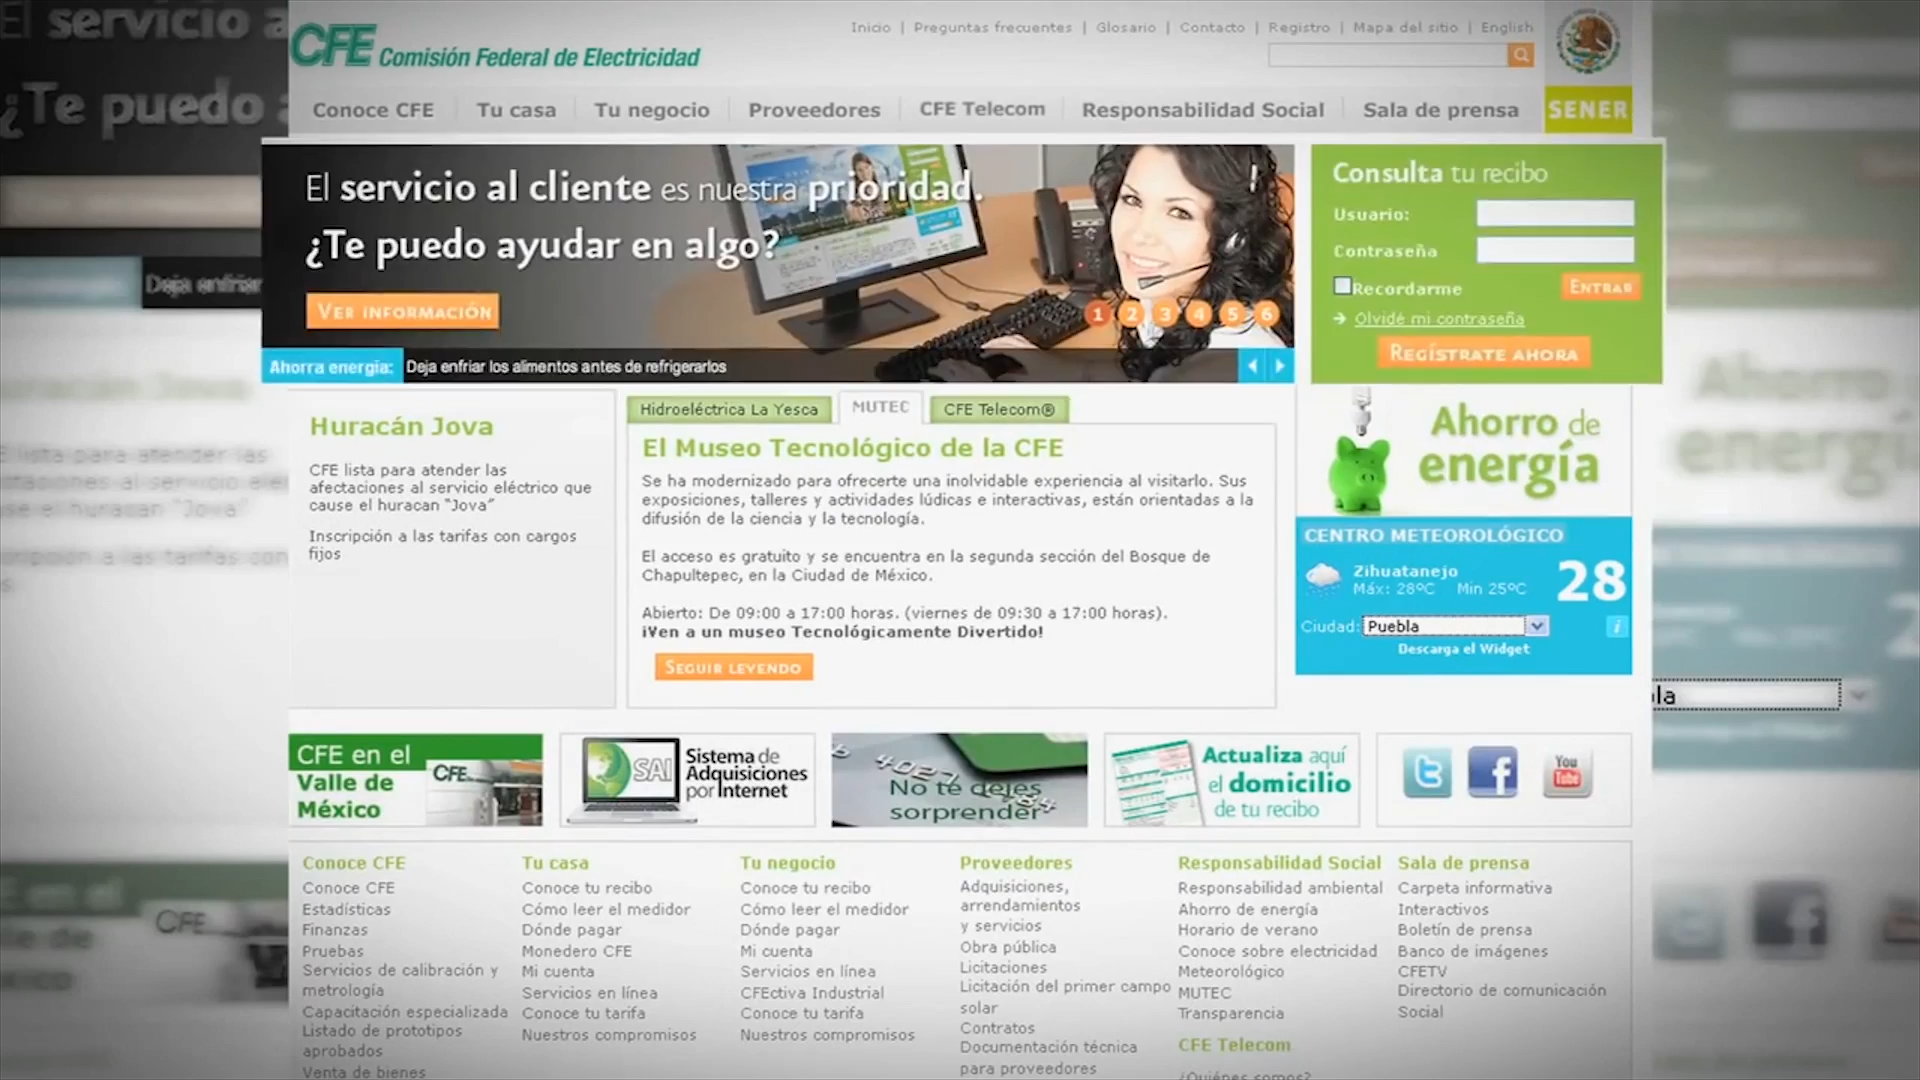 CFE Comisión Federal de Electricidad
Inicio | Preguntas frecuentes | Glosario | Contacto | Registro | Mapa del sitio | English
Conoce CFE
Tu casa
Tu negocio
Proveedores
CFE Telecom
Responsabilidad Social
Sala de prensa
SENER
El servicio al cliente es nuestra prioridad.
¿Te puedo ayudar en algo?
VER INFORMACIÓN
1 2 3 4 5 6
Ahorra energía: Deja enfriar los alimentos antes de refrigerarlos
Consulta tu recibo
Usuario:
Contraseña
Recordarme
ENTRAR
Olvidé mi contraseña
REGÍSTRATE AHORA
Huracán Jova
CFE lista para atender las
afectaciones al servicio eléctrico que
cause el huracan "Jova"
Inscripción a las tarifas con cargos
fijos
Hidroeléctrica La Yesca
MUTEC
CFE Telecom®
El Museo Tecnológico de la CFE
Se ha modernizado para ofrecerte una inolvidable experiencia al visitarlo. Sus
exposiciones, talleres y actividades lúdicas e interactivas, están orientadas a la
difusión de la ciencia y la tecnología.
El acceso es gratuito y se encuentra en la segunda sección del Bosque de
Chapultepec, en la Ciudad de México.
Abierto: De 09:00 a 17:00 horas. (viernes de 09:30 a 17:00 horas).
¡Ven a un museo Tecnológicamente Divertido!
SEGUIR LEYENDO
Ahorro de
energía
CENTRO METEOROLÓGICO
Zihuatanejo
Máx: 28ºC Min 25ºC
28
Ciudad: Puebla
Descarga el Widget
CFE en el
Valle de
México
CFE
SAI
Sistema de
Adquisiciones
por Internet
4027
No te dejes
sorprender
Actualiza aquí
el domicilio
de tu recibo
You
Tube
Conoce CFE
Conoce CFE
Estadísticas
Finanzas
Pruebas
Servicios de calibración y
metrología
Capacitación especializada
Listado de prototipos
aprobados
Venta de bienes
Tu casa
Conoce tu recibo
Cómo leer el medidor
Dónde pagar
Monedero CFE
Mi cuenta
Servicios en línea
Conoce tu tarifa
Nuestros compromisos
Tu negocio
Conoce tu recibo
Cómo leer el medidor
Dónde pagar
Mi cuenta
Servicios en línea
CFEctiva Industrial
Conoce tu tarifa
Nuestros compromisos
Proveedores
Adquisiciones,
arrendamientos
y servicios
Obra pública
Licitaciones
Licitación del primer campo
solar
Contratos
Documentación técnica
para proveedores
Responsabilidad Social
Responsabilidad ambiental
Ahorro de energía
Horario de verano
Conoce sobre electricidad
Meteorológico
MUTEC
Transparencia
CFE Telecom
¿Quiénes somos?
Sala de prensa
Carpeta informativa
Interactivos
Boletín de prensa
Banco de imágenes
CFETV
Directorio de comunicación
Social